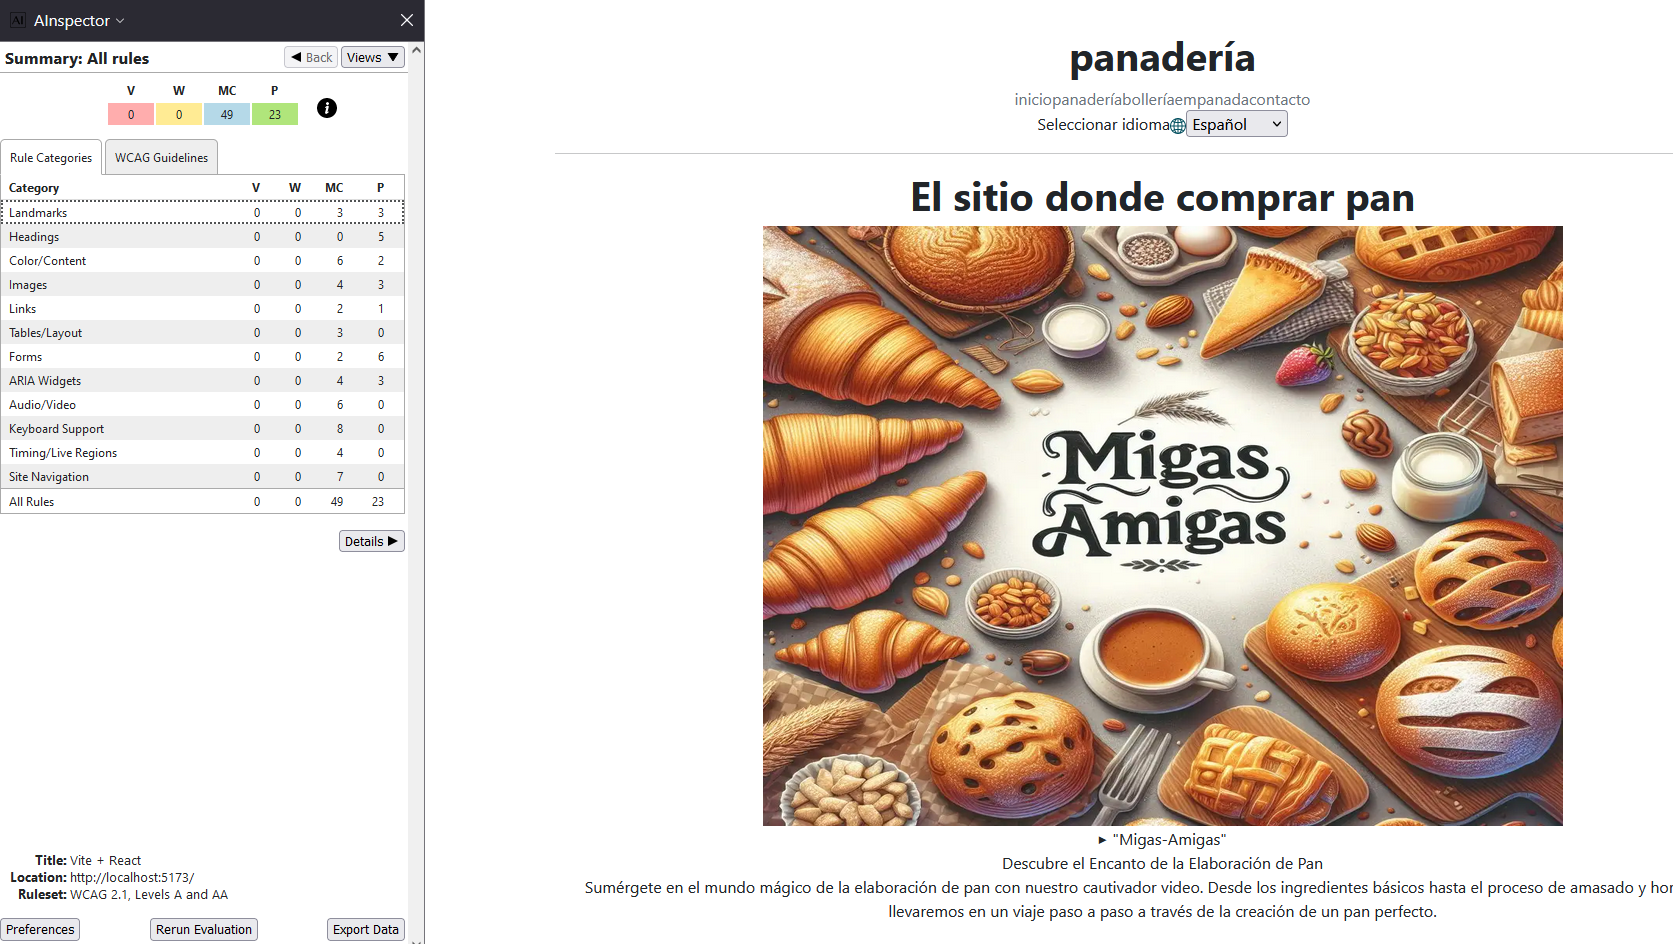 AInspector
Summary: All rules
◀ Back
Views ▼
V W MC P
0 0 49 23
i
Rule Categories
WCAG Guidelines
Category V W MC P
Landmarks 0 0 3 3
Headings 0 0 0 5
Color/Content 0 0 6 2
Images 0 0 4 3
Links 0 0 2 1
Tables/Layout 0 0 3 0
Forms 0 0 2 6
ARIA Widgets 0 0 4 3
Audio/Video 0 0 6 0
Keyboard Support 0 0 8 0
Timing/Live Regions 0 0 4 0
Site Navigation 0 0 7 0
All Rules 0 0 49 23
Details ▶
Title: Vite + React
Location: http://localhost:5173/
Ruleset: WCAG 2.1, Levels A and AA
Preferences
Rerun Evaluation
Export Data
panadería
iniciopanaderíabolleríaempanadacontacto
Seleccionar idioma Español
El sitio donde comprar pan
Migas
Amigas
▸ "Migas-Amigas"
Descubre el Encanto de la Elaboración de Pan
Sumérgete en el mundo mágico de la elaboración de pan con nuestro cautivador video. Desde los ingredientes básicos hasta el proceso de amasado y
llevaremos en un viaje paso a paso a través de la creación de un pan perfecto.